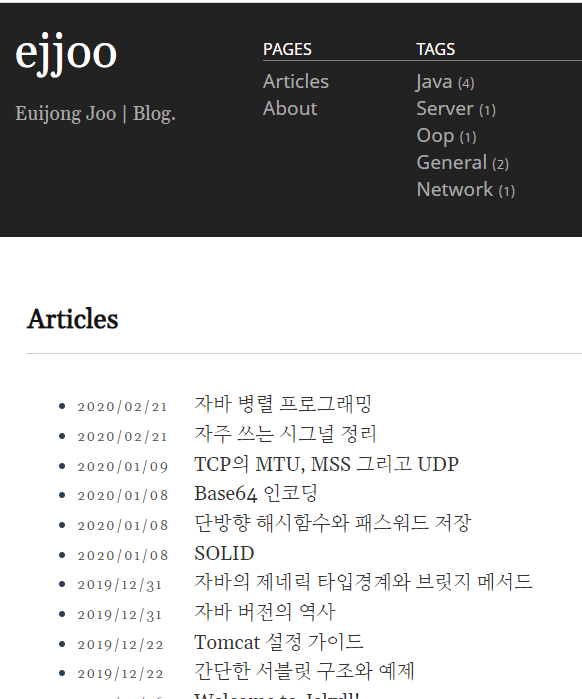 ejjoo
Euijong Joo | Blog.
PAGES
Articles
About
TAGS
Java (4)
Server (1)
Oop (1)
General (2)
Network (1)
Articles
2020/02/21 자바 병렬 프로그래밍
2020/02/21 자주 쓰는 시그널 정리
2020/01/09 TCP의 MTU, MSS 그리고 UDP
2020/01/08 Base64 인코딩
2020/01/08 단방향 해시함수와 패스워드 저장
2020/01/08 SOLID
2019/12/31 자바의 제네릭 타입경계와 브릿지 메서드
2019/12/31 자바 버전의 역사
2019/12/22 Tomcat 설정 가이드
2019/12/22 간단한 서블릿 구조와 예제
Welcome to Jekyll!